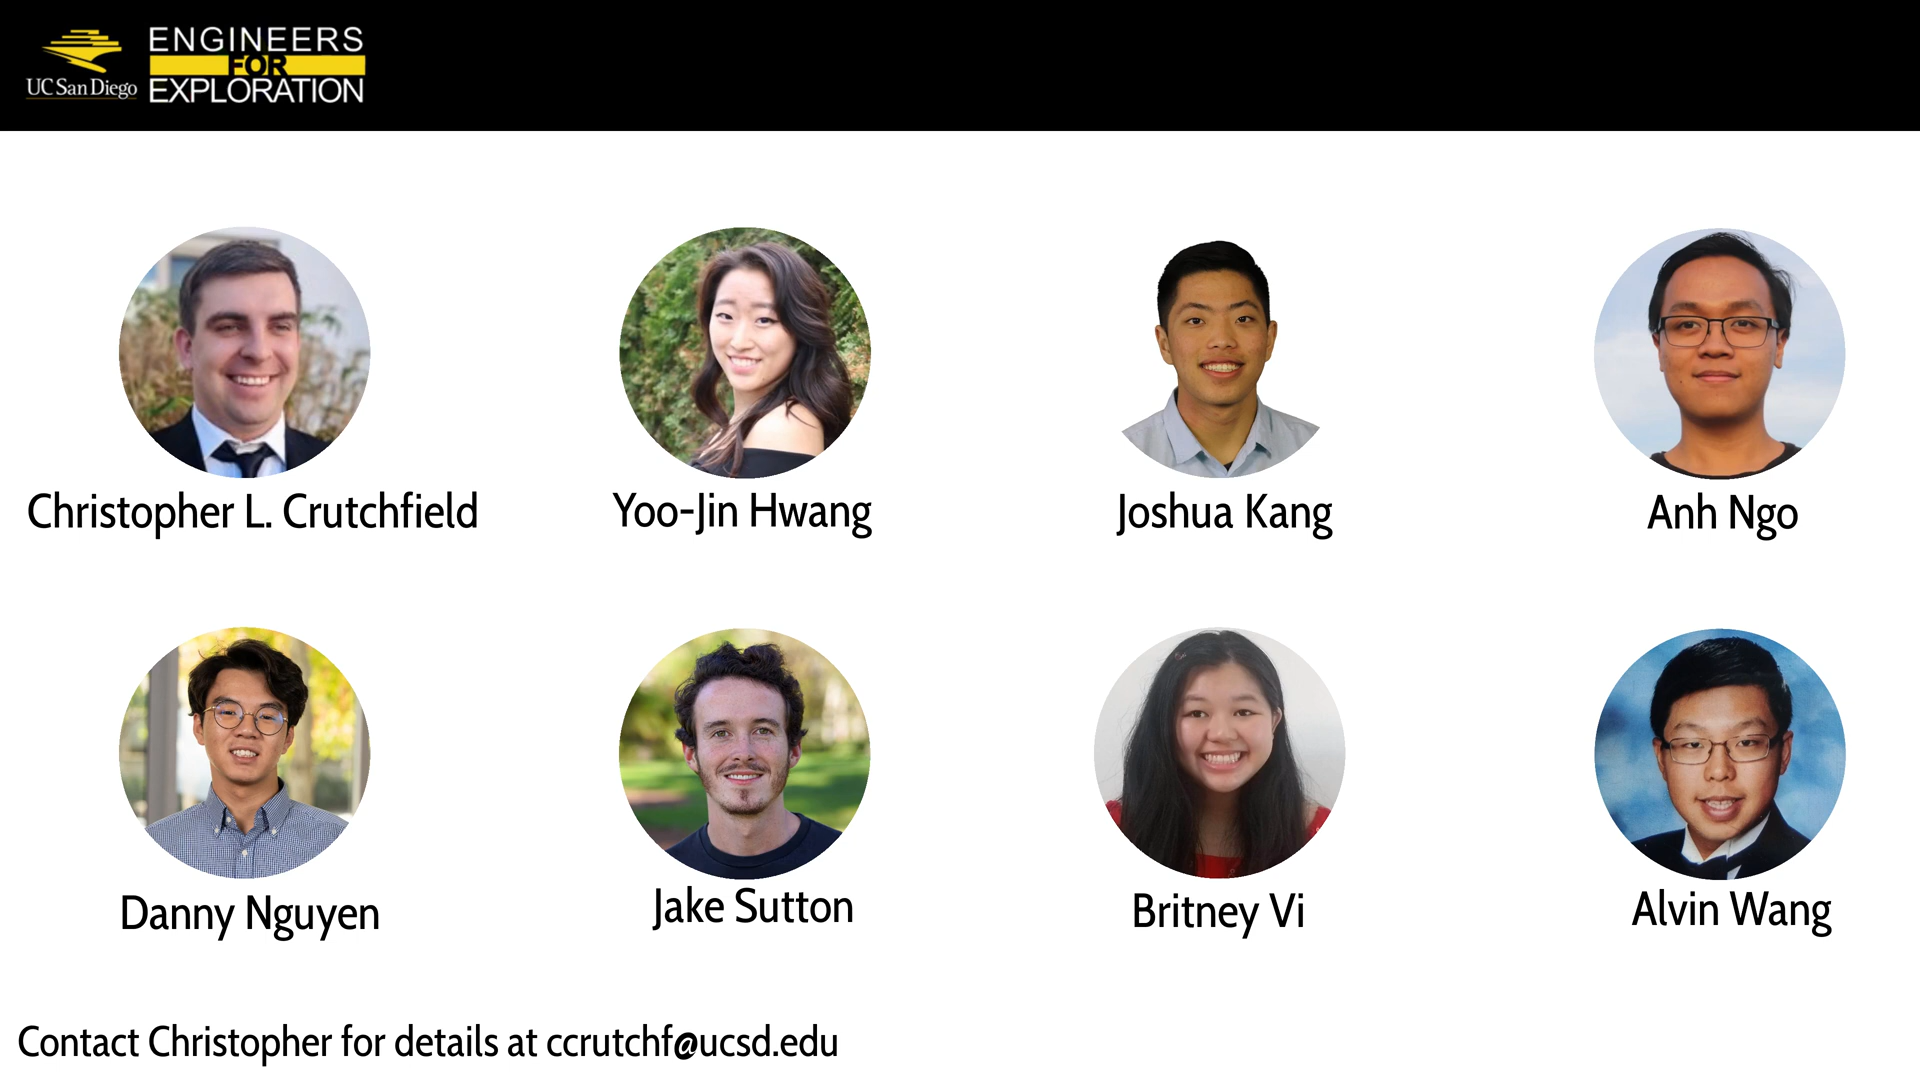 UC San Diego
ENGINEERS
FOR
EXPLORATION
Christopher L. Crutchfield
Yoo-Jin Hwang
Joshua Kang
Anh Ngo
Danny Nguyen
Jake Sutton
Britney Vi
Alvin Wang
Contact Christopher for details at ccrutchf@ucsd.edu